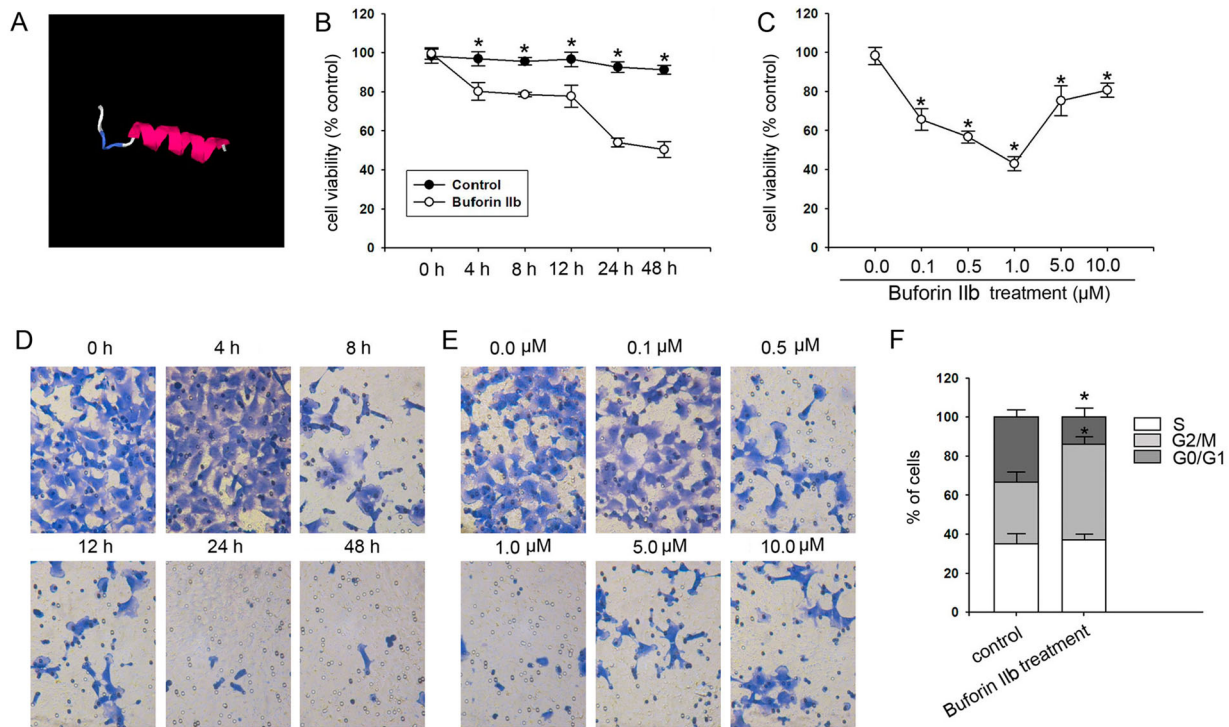 A
B
cell viability (% control)
120
100
80
60
40
20
0
* * * * *
Control
Buforin IIb
0 h 4 h 8 h 12 h 24 h 48 h
C
cell viability (% control)
120
100
80
60
40
20
0
* * * * *
0.0 0.1 0.5 1.0 5.0 10.0
Buforin IIb treatment (µM)
D
0 h 4 h 8 h
12 h 24 h 48 h
E
0.0 µM 0.1 µM 0.5 µM
1.0 µM 5.0 µM 10.0 µM
F
% of cells
120
100
80
60
40
20
0
*
*
S
G2/M
G0/G1
control
Buforin IIb treatment